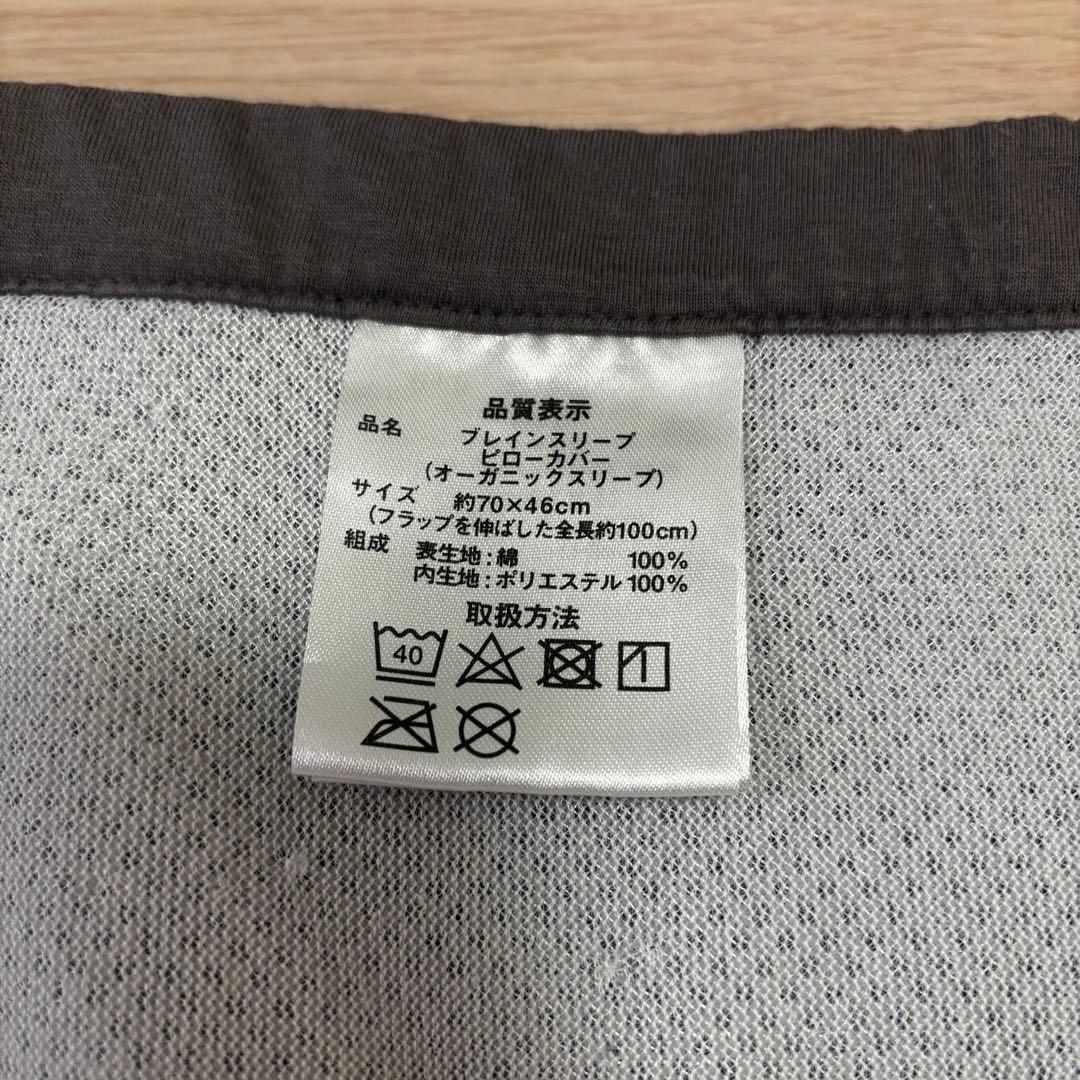 品質表示
品名 ブレインスリープ
ピローカバー
(オーガニックスリープ)
サイズ 約70×46cm
(フラップを伸ばした全長約100cm)
組成 表生地:綿 100%
内生地:ポリエステル100%
取扱方法
40